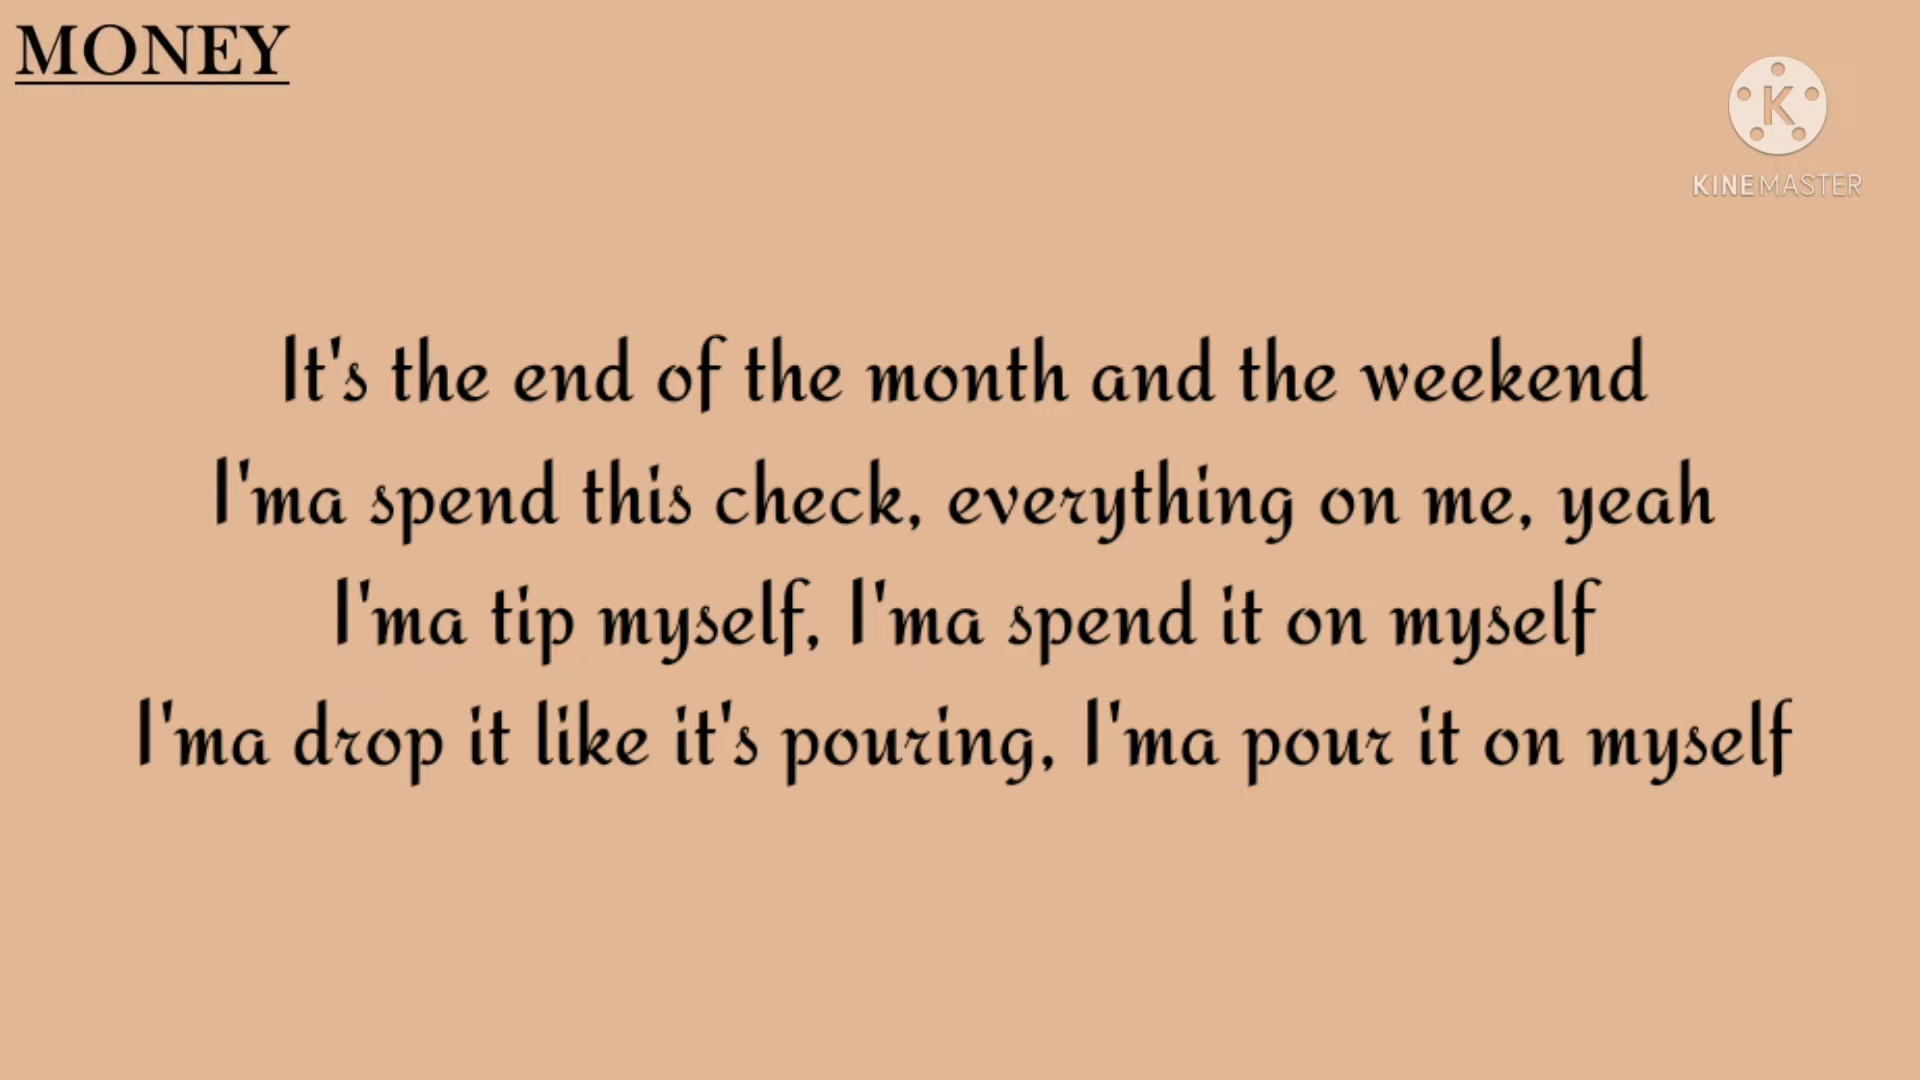 MONEY
K
KINEMASTER
It's the end of the month and the weekend
I'ma spend this check, everything on me, yeah
I'ma tip myself, I'ma spend it on myself
I'ma drop it like it's pouring, I'ma pour it on myself